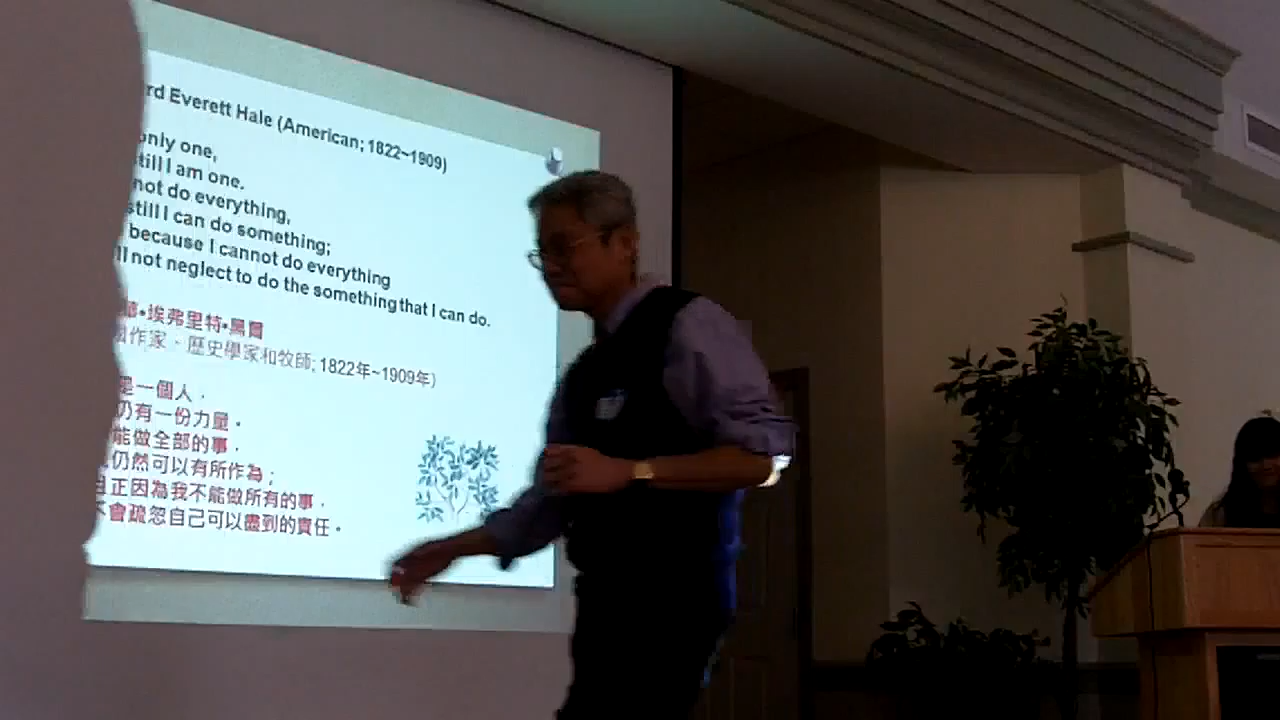 rd Everett Hale (American; 1822~1909)
only one,
till I am one.
not do everything,
still I can do something;
because I cannot do everything
ll not neglect to do the something that I can do.
•埃弗里特•黑爾
國作家、歷史學家和牧師; 1822年~1909年)
是一個人，
仍有一份力量。
能做全部的事，
仍然可以有所作為；
且正因為我不能做所有的事，
不會疏忽自己可以盡到的責任。